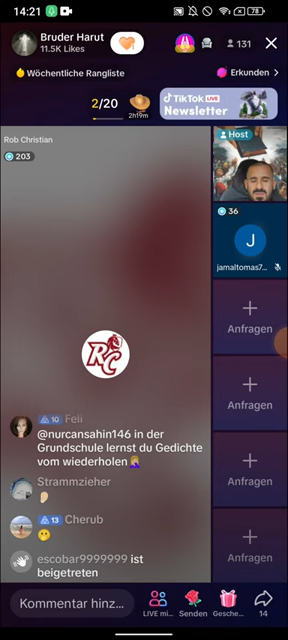 14:21
78
Bruder Harut
11.5K Likes
131
Wöchentliche Rangliste
Erkunden >
2/20
2h19m
TikTok LIVE
Newsletter
Rob Christian
203
Host
36
J
jamaltomas7...
RC
+
Anfragen
+
Anfragen
+
Anfragen
+
Anfragen
10 Feli
@nurcansahin146 in der
Grundschule lernst du Gedichte
vom wiederholen🤦🏼‍♀️
Strammzieher
👂🏻
13 Cherub
🤭
escobar9999999 ist
beigetreten
Kommentar hinz...
LIVE mi...
Senden
Gesche...
14